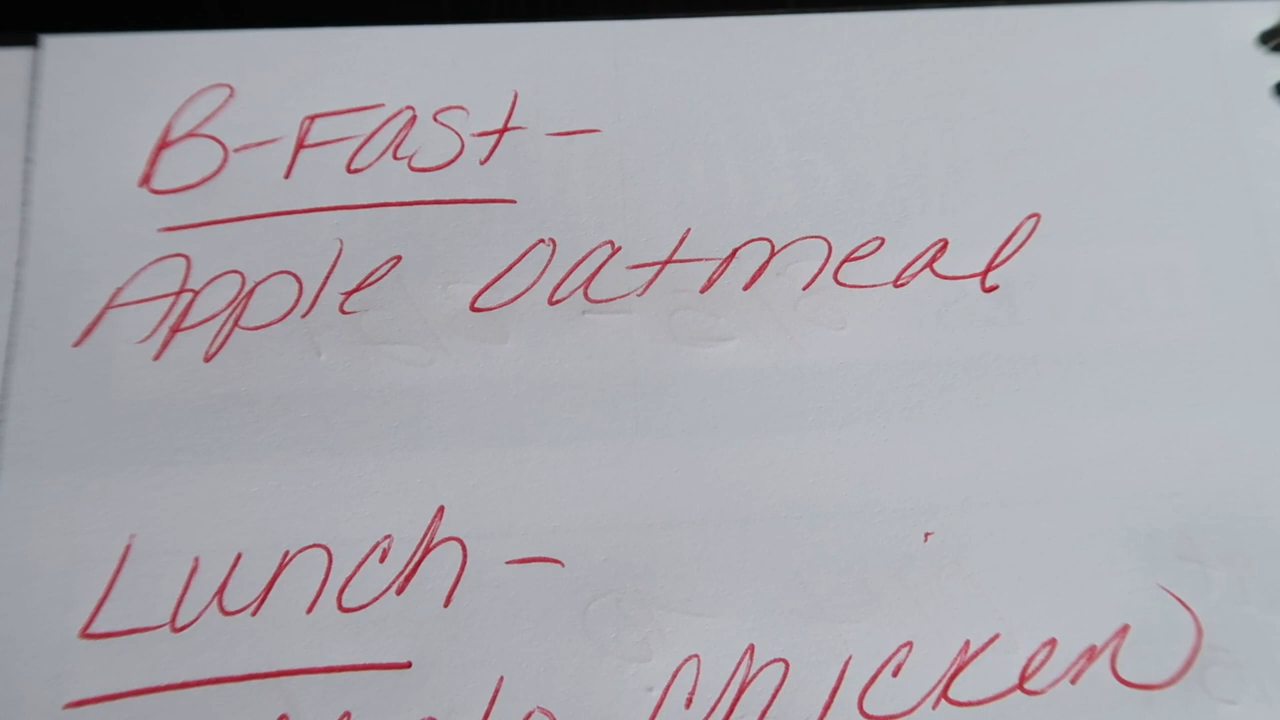 B-Fast-
Apple oatmeal
Lunch-
chicken